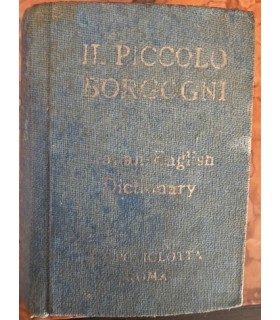 IL PICCOLO
BORGOGNI
Italian-English
Dictionary
ROMA